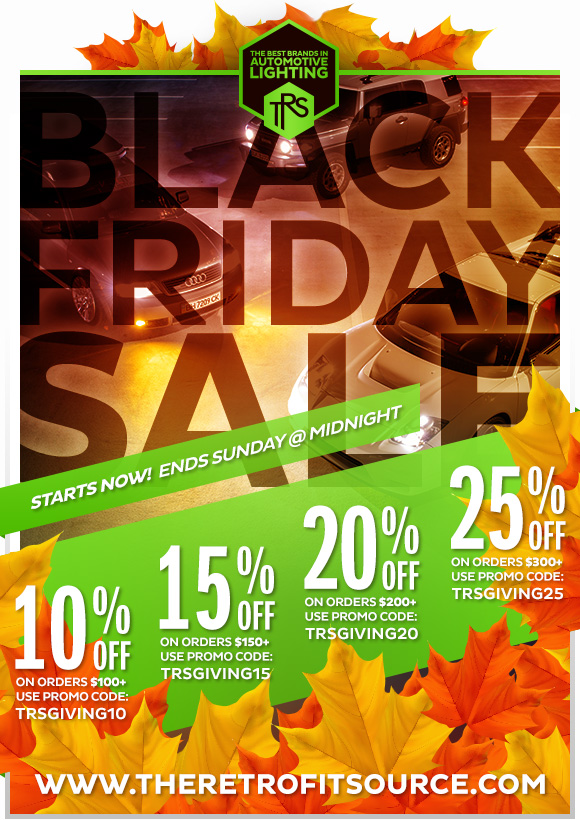 THE BEST BRANDS IN
AUTOMOTIVE
LIGHTING
TRS
BLACK
FRIDAY
SALE
STARTS NOW! ENDS SUNDAY @ MIDNIGHT
10% OFF
ON ORDERS $100+
USE PROMO CODE:
TRSGIVING10
15% OFF
ON ORDERS $150+
USE PROMO CODE:
TRSGIVING15
20% OFF
ON ORDERS $200+
USE PROMO CODE:
TRSGIVING20
25% OFF
ON ORDERS $300+
USE PROMO CODE:
TRSGIVING25
WWW.THERETROFITSOURCE.COM